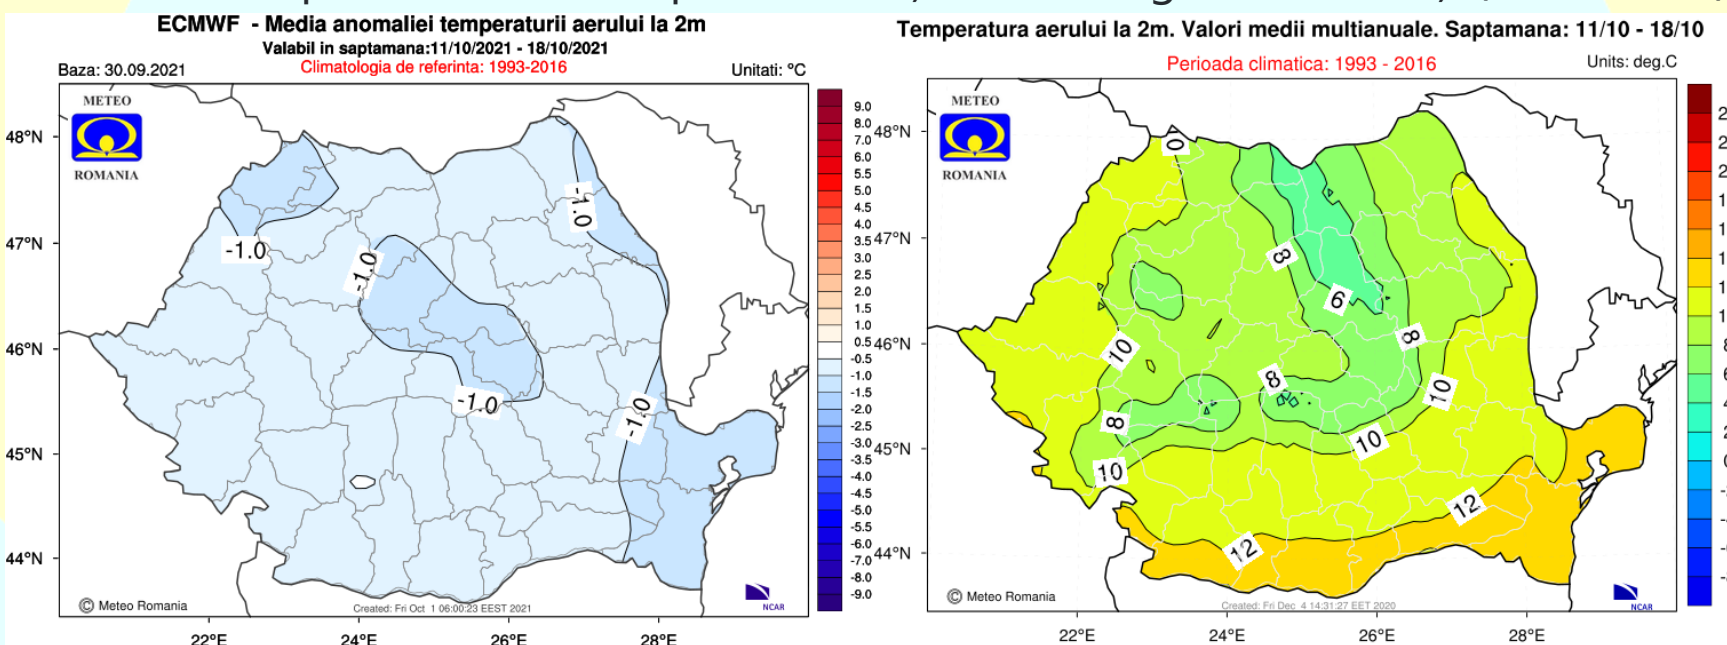 ECMWF - Media anomaliei temperaturii aerului la 2m
Valabil in saptamana:11/10/2021 - 18/10/2021
Baza: 30.09.2021
Climatologia de referinta: 1993-2016
Unitati: °C
METEO
ROMANIA
48°N
47°N
46°N
45°N
44°N
-1.0
-1.0
-1.0
-1.0
-1.0
9.0
8.0
7.0
6.0
5.5
5.0
4.5
4.0
3.5
3.0
2.5
2.0
1.5
1.0
0.5
-0.5
-1.0
-1.5
-2.0
-2.5
-3.0
-3.5
-4.0
-4.5
-5.0
-5.5
-6.0
-7.0
-8.0
-9.0
© Meteo Romania
Created: Fri Oct 1 06:00:23 EEST 2021
NCAR
22°E
24°E
26°E
28°E
Temperatura aerului la 2m. Valori medii multianuale. Saptamana: 11/10 - 18/10
Perioada climatica: 1993 - 2016
Units: deg.C
METEO
ROMANIA
48°N
47°N
46°N
45°N
44°N
0
8
6
8
10
8
10
8
10
10
12
12
© Meteo Romania
Created: Fri Dec 4 14:31:27 EET 2020
NCAR
22°E
24°E
26°E
28°E